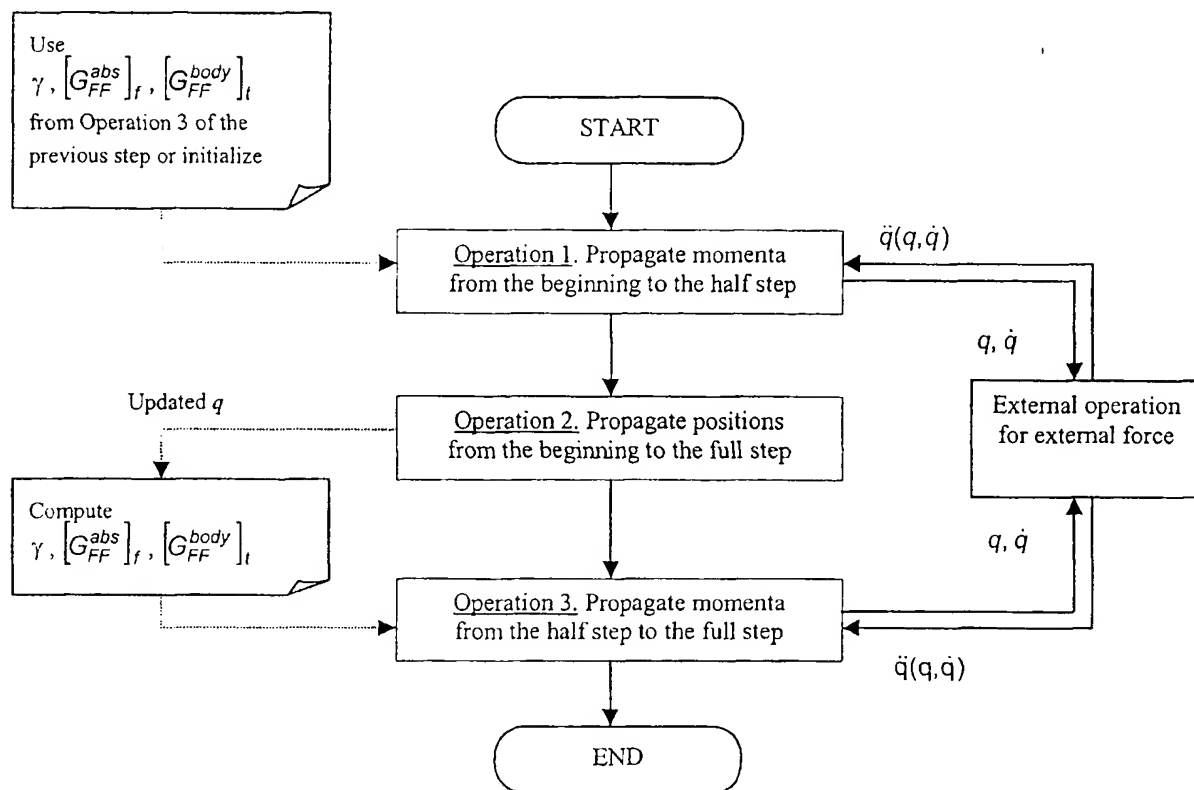 Use
γ , [G_FF^abs]_f , [G_FF^body]_t
from Operation 3 of the
previous step or initialize
START
Operation 1. Propagate momenta
from the beginning to the half step
q̈(q,q̇)
q, q̇
Updated q
Operation 2. Propagate positions
from the beginning to the full step
External operation
for external force
Compute
γ , [G_FF^abs]_f , [G_FF^body]_t
q, q̇
Operation 3. Propagate momenta
from the half step to the full step
q̈(q,q̇)
END